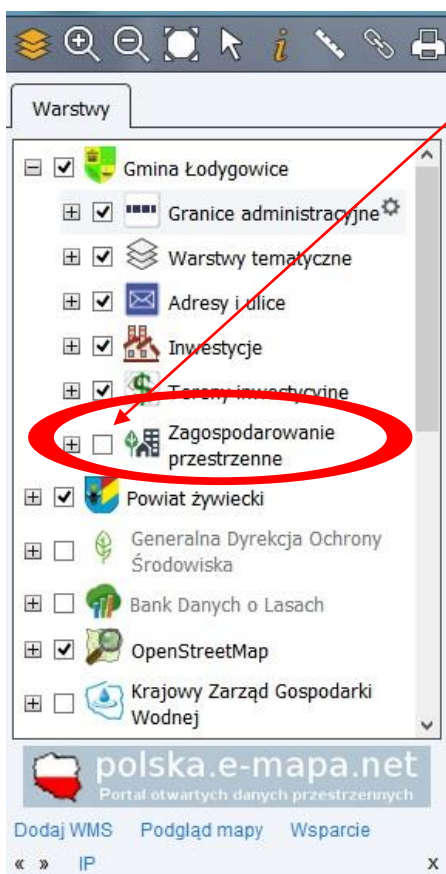 Warstwy
Gmina Łodygowice
Granice administracyjne
Warstwy tematyczne
Adresy i ulice
Inwestycje
Tereny inwestycyjne
Zagospodarowanie
przestrzenne
Powiat żywiecki
Generalna Dyrekcja Ochrony
Środowiska
Bank Danych o Lasach
OpenStreetMap
Krajowy Zarząd Gospodarki
Wodnej
polska.e-mapa.net
Portal otwartych danych przestrzennych
Dodaj WMS Podgląd mapy Wsparcie
« » IP x